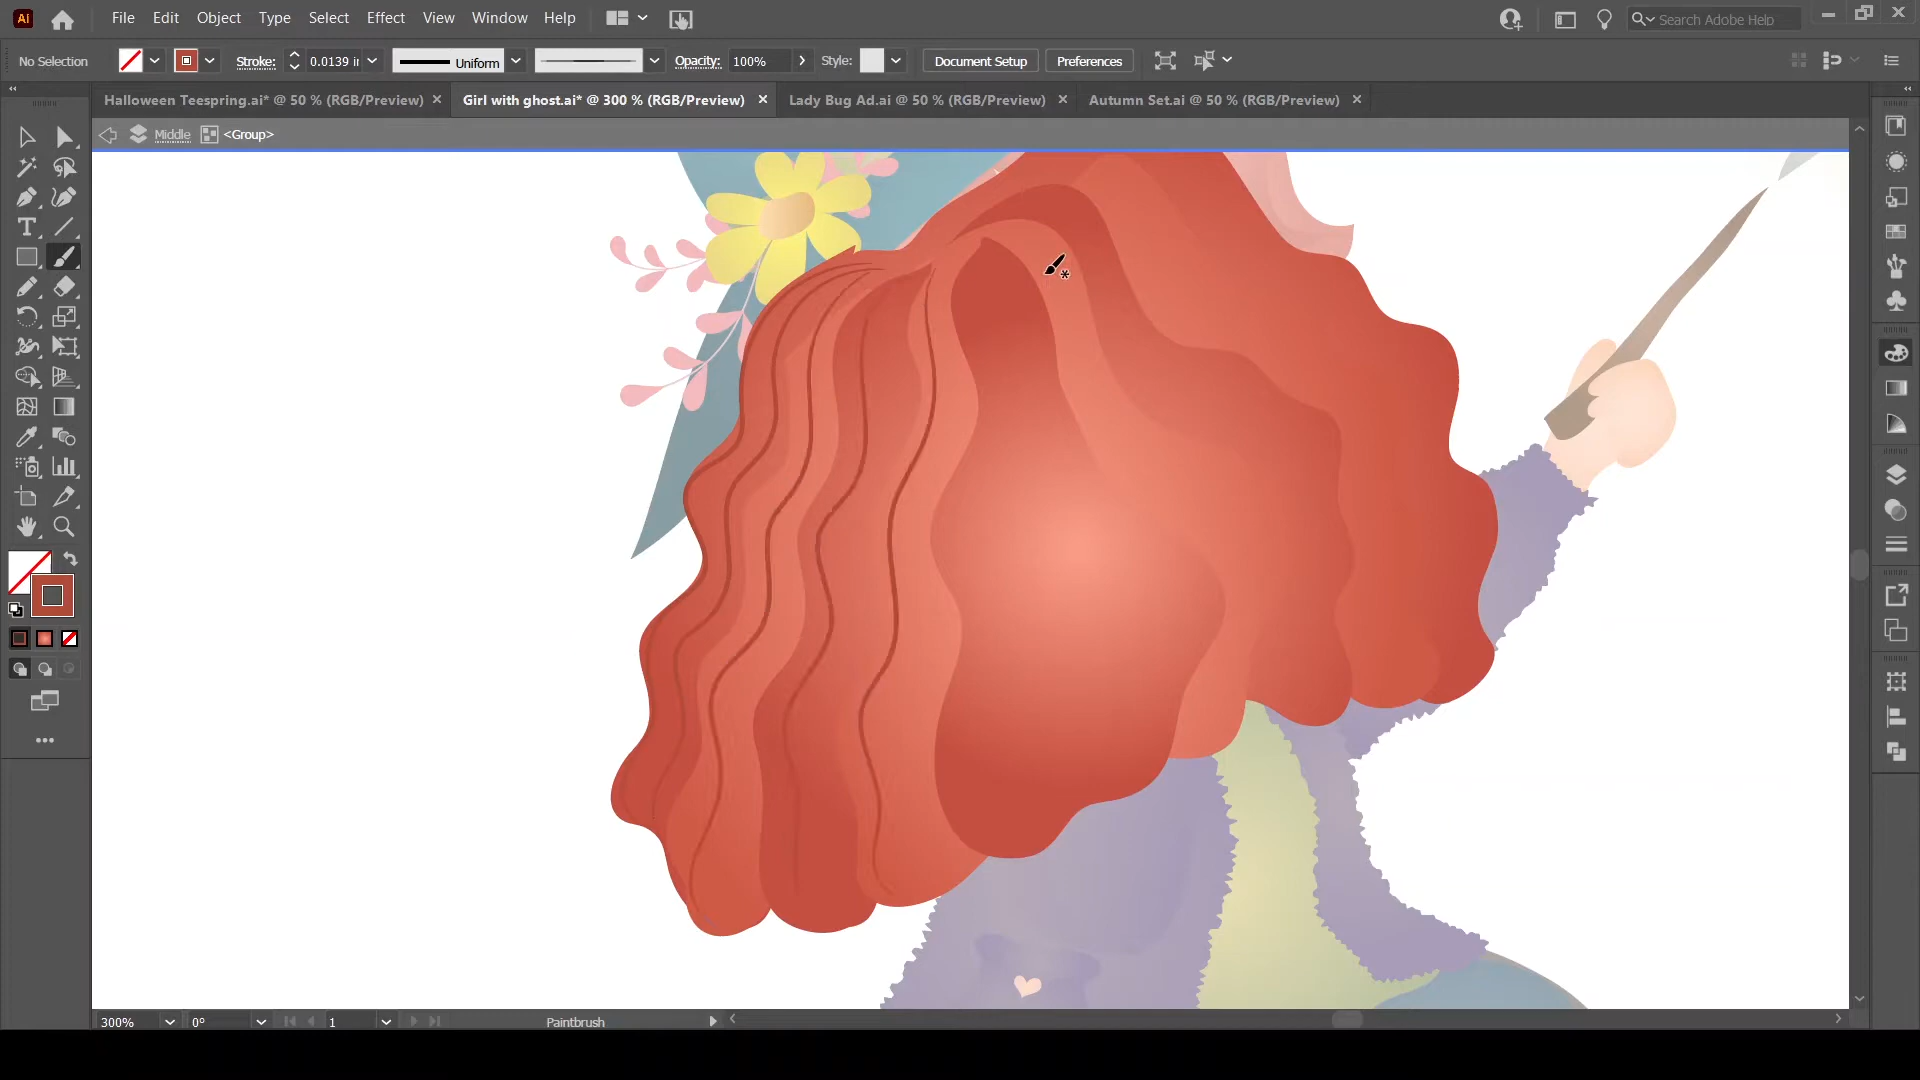 Ai File Edit Object Type Select Effect View Window Help Search Adobe Help
No Selection Stroke: 0.0139 ir Uniform Opacity: 100% Style: Document Setup Preferences
Halloween Teespring.ai* @ 50 % (RGB/Preview) × Girl with ghost.ai* @ 300 % (RGB/Preview) × Lady Bug Ad.ai @ 50 % (RGB/Preview) × Autumn Set.ai @ 50 % (RGB/Preview) ×
Middle <Group>
300% 0° 1 Paintbrush